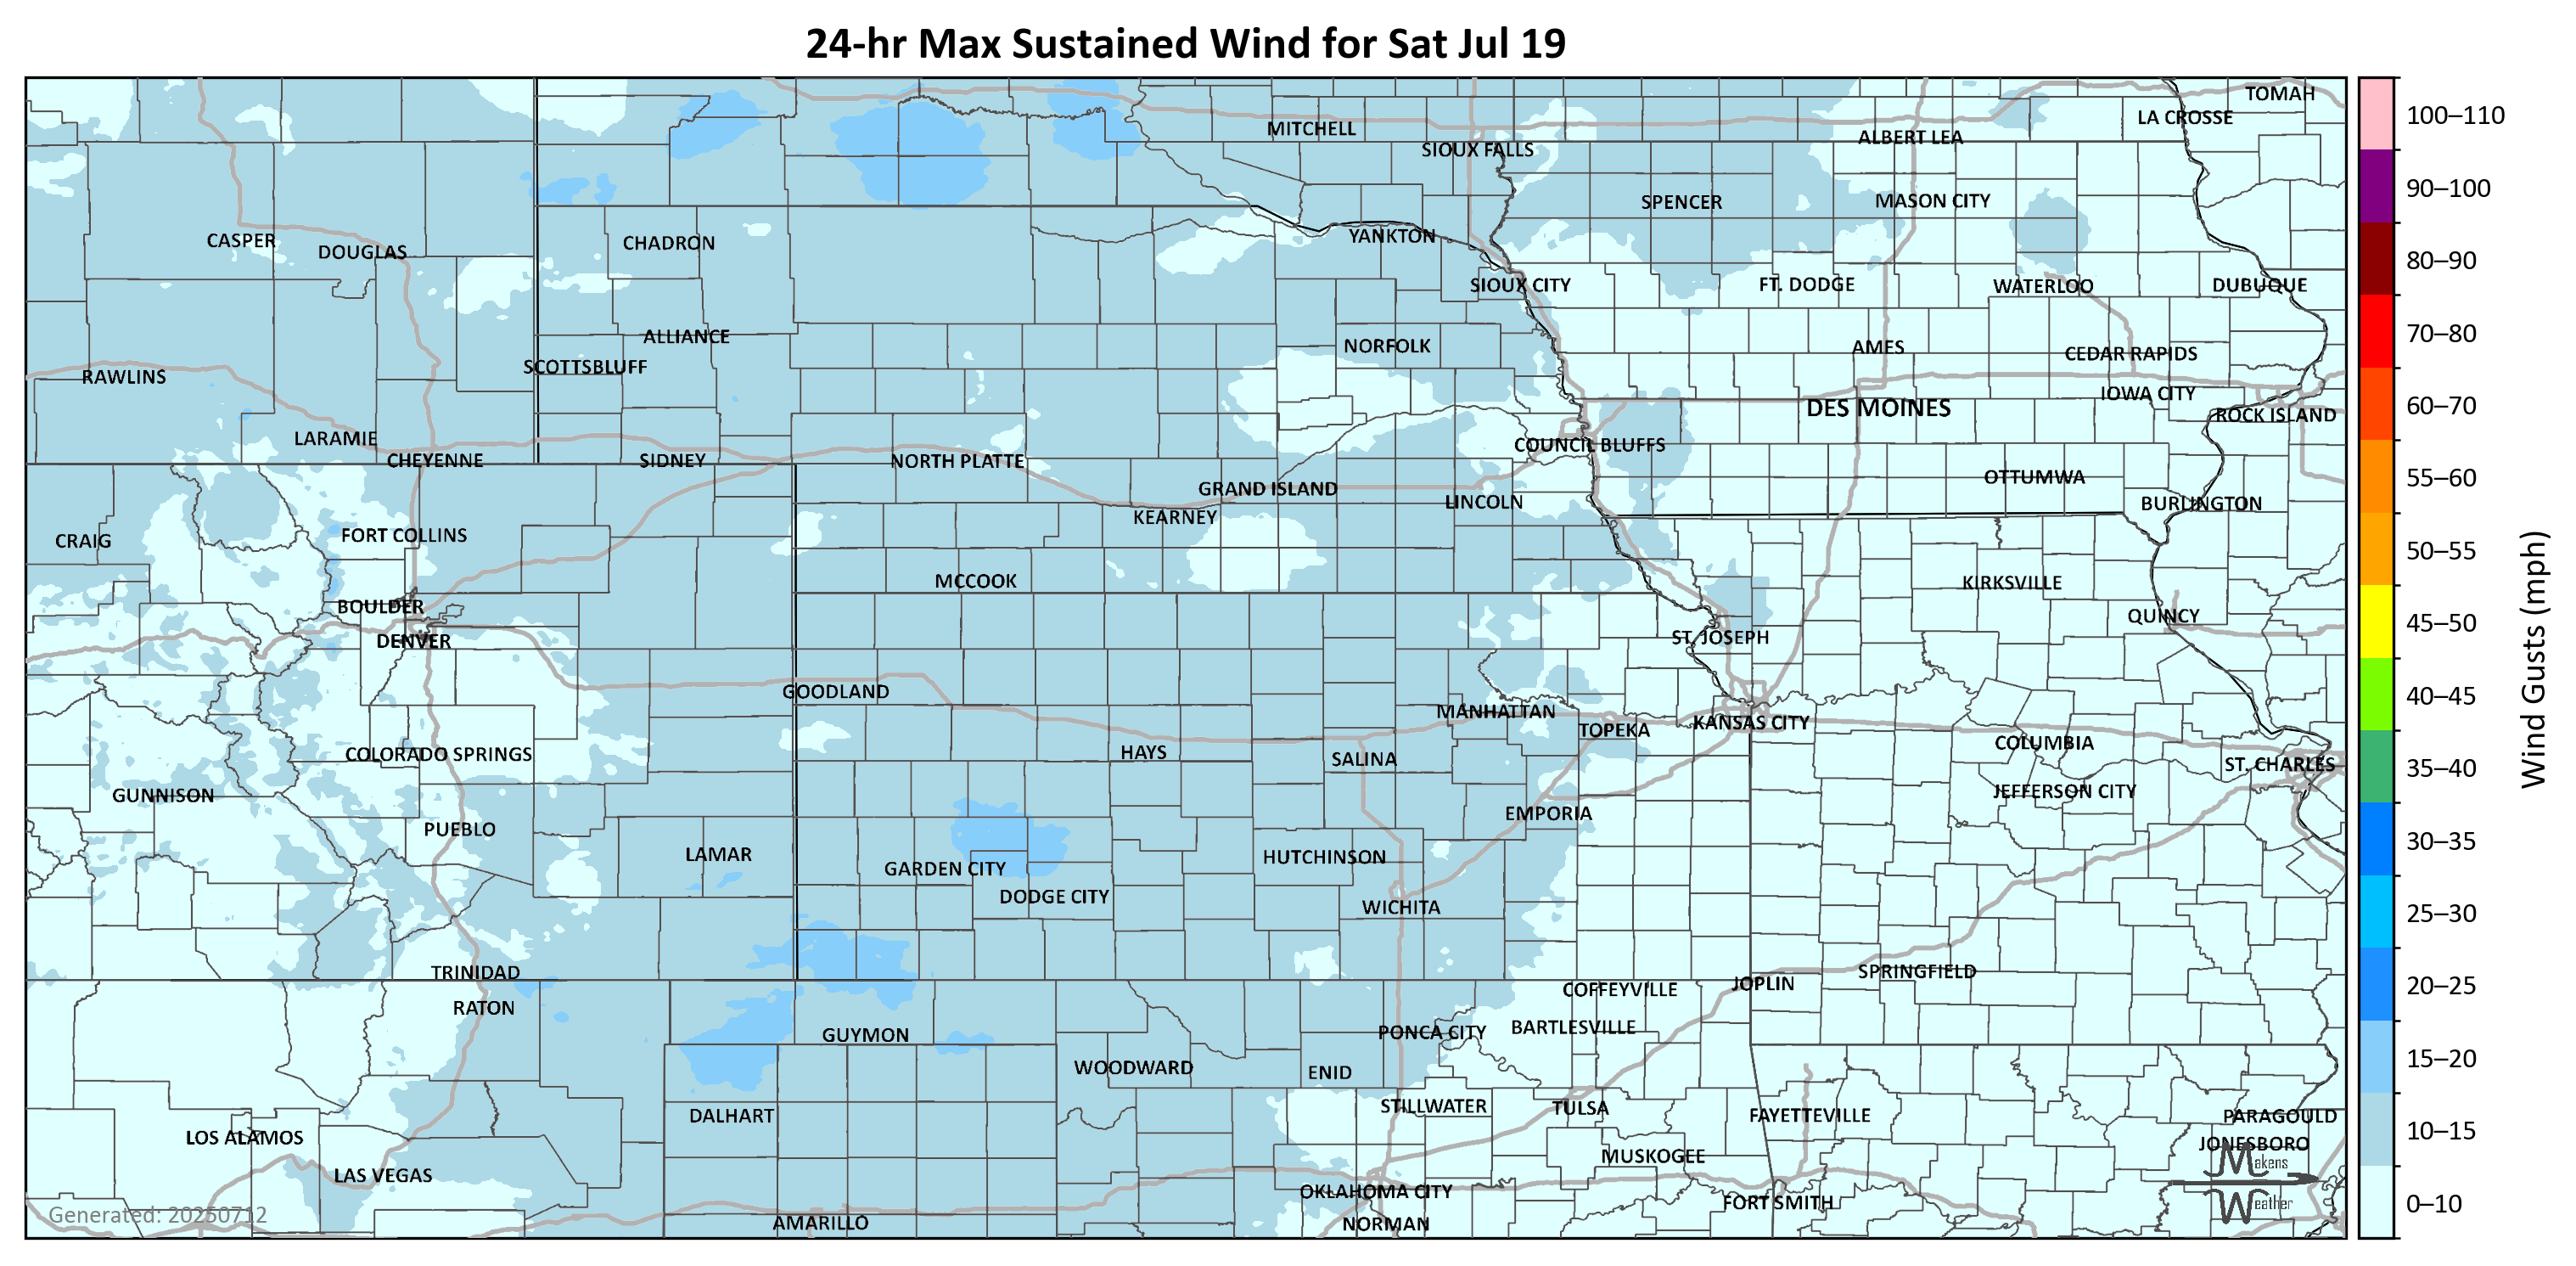 24-hr Max Sustained Wind for Sat Jul 19
TOMAH
LA CROSSE
MITCHELL
ALBERT LEA
SIOUX FALLS
SPENCER
MASON CITY
YANKTON
CASPER
DOUGLAS
CHADRON
SIOUX CITY
FT. DODGE
WATERLOO
DUBUQUE
ALLIANCE
NORFOLK
AMES
CEDAR RAPIDS
SCOTTSBLUFF
RAWLINS
IOWA CITY
DES MOINES
ROCK ISLAND
LARAMIE
COUNCIL BLUFFS
CHEYENNE
SIDNEY
NORTH PLATTE
OTTUMWA
GRAND ISLAND
LINCOLN
BURLINGTON
KEARNEY
CRAIG
FORT COLLINS
MCCOOK
KIRKSVILLE
BOULDER
QUINCY
DENVER
ST. JOSEPH
GOODLAND
MANHATTAN
TOPEKA
KANSAS CITY
COLUMBIA
COLORADO SPRINGS
HAYS
SALINA
ST. CHARLES
GUNNISON
JEFFERSON CITY
EMPORIA
PUEBLO
LAMAR
HUTCHINSON
GARDEN CITY
DODGE CITY
WICHITA
TRINIDAD
SPRINGFIELD
JOPLIN
COFFEYVILLE
RATON
GUYMON
PONCA CITY
BARTLESVILLE
WOODWARD
ENID
STILLWATER
TULSA
DALHART
FAYETTEVILLE
PARAGOULD
LOS ALAMOS
JONESBORO
MUSKOGEE
LAS VEGAS
OKLAHOMA CITY
FORT SMITH
AMARILLO
NORMAN
Generated: 20250712
Makens
Weather
100–110
90–100
80–90
70–80
60–70
55–60
50–55
45–50
40–45
35–40
30–35
25–30
20–25
15–20
10–15
0–10
Wind Gusts (mph)